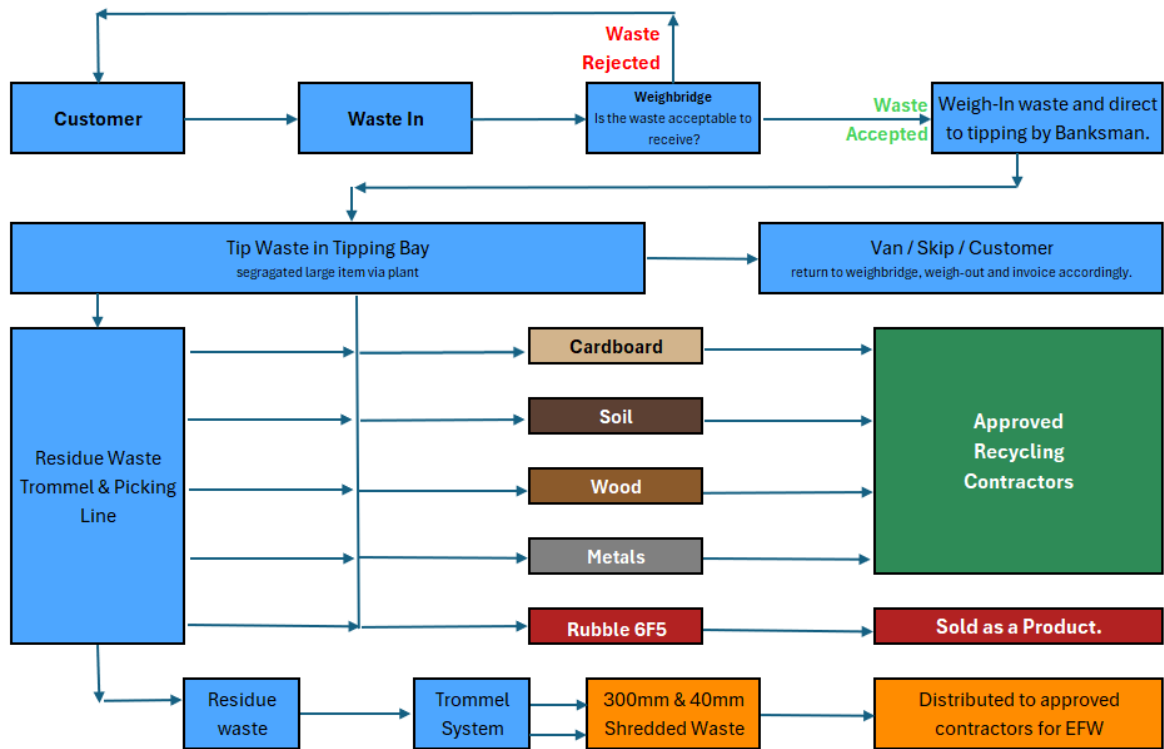 Waste
Rejected
Customer
Waste In
Weighbridge
Is the waste acceptable to
receive?
Waste
Accepted
Weigh-In waste and direct
to tipping by Banksman.
Tip Waste in Tipping Bay
segragated large item via plant
Van / Skip / Customer
return to weighbridge, weigh-out and invoice accordingly.
Residue Waste
Trommel & Picking
Line
Cardboard
Soil
Wood
Metals
Rubble 6F5
Approved
Recycling
Contractors
Sold as a Product.
Residue
waste
Trommel
System
300mm & 40mm
Shredded Waste
Distributed to approved
contractors for EFW